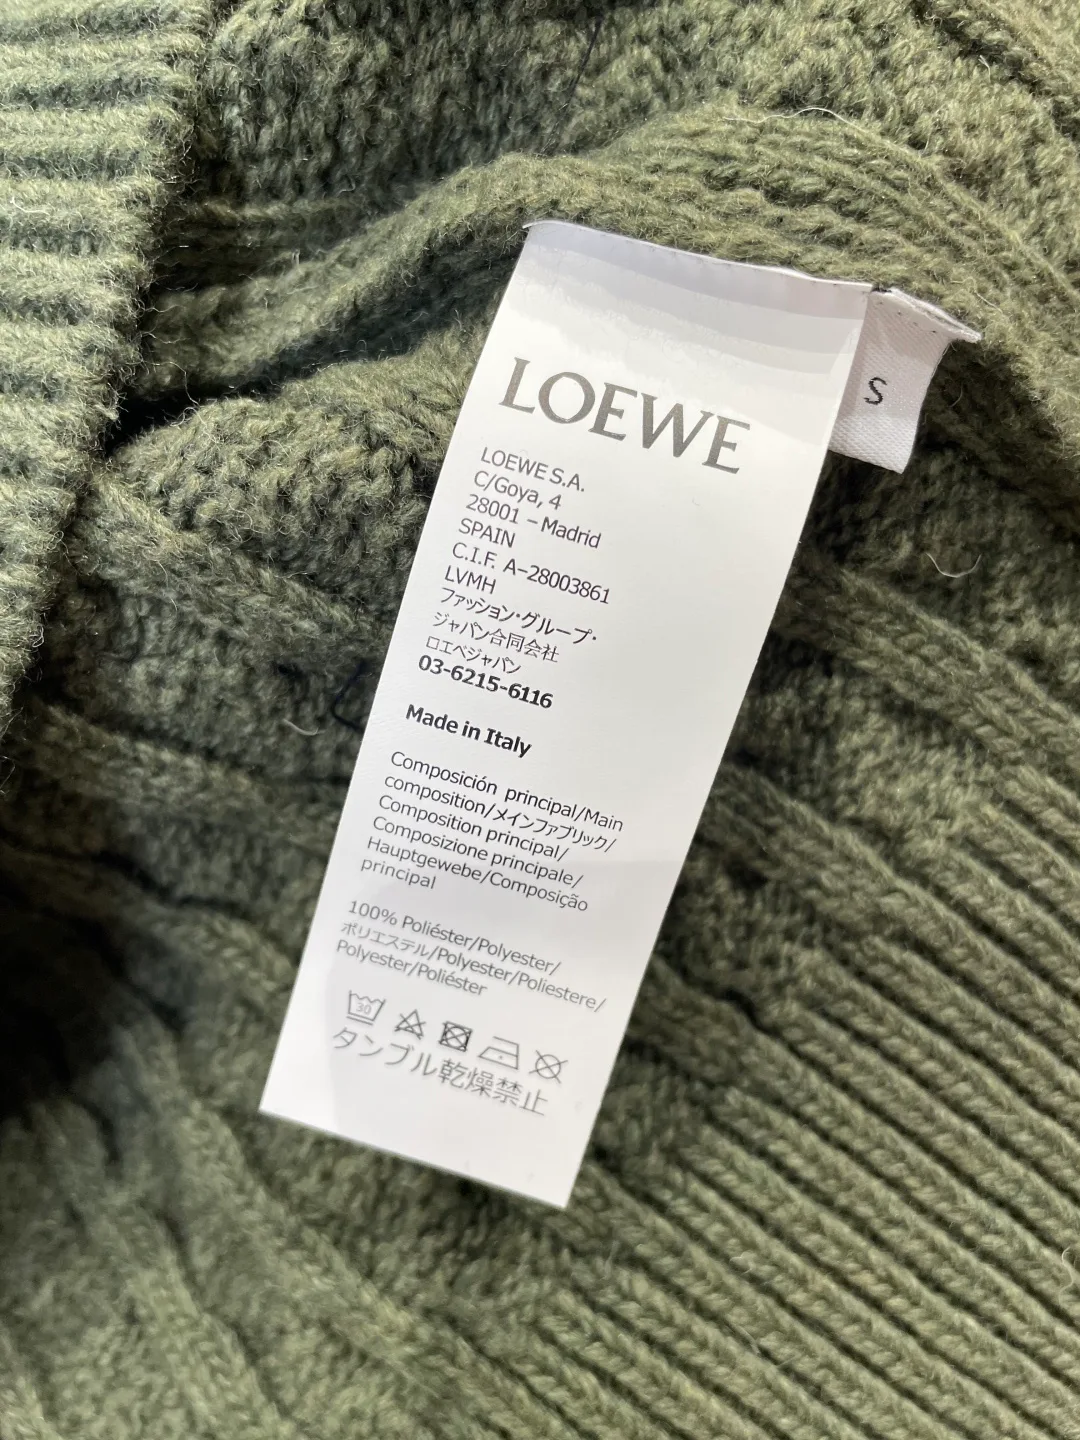 LOEWE
S
LOEWE S.A.
C/Goya, 4
28001 – Madrid
SPAIN
C.I.F. A–28003861
LVMH
ファッション・グループ・
ジャパン合同会社
ロエベジャパン
03-6215-6116
Made in Italy
Composición principal/Main
composition/メインファブリック/
Composition principal/
Composizione principale/
Hauptgewebe/Composição
principal
100% Poliéster/Polyester/
ポリエステル/Polyester/Poliestere/
Polyester/Poliéster
30
タンブル乾燥禁止